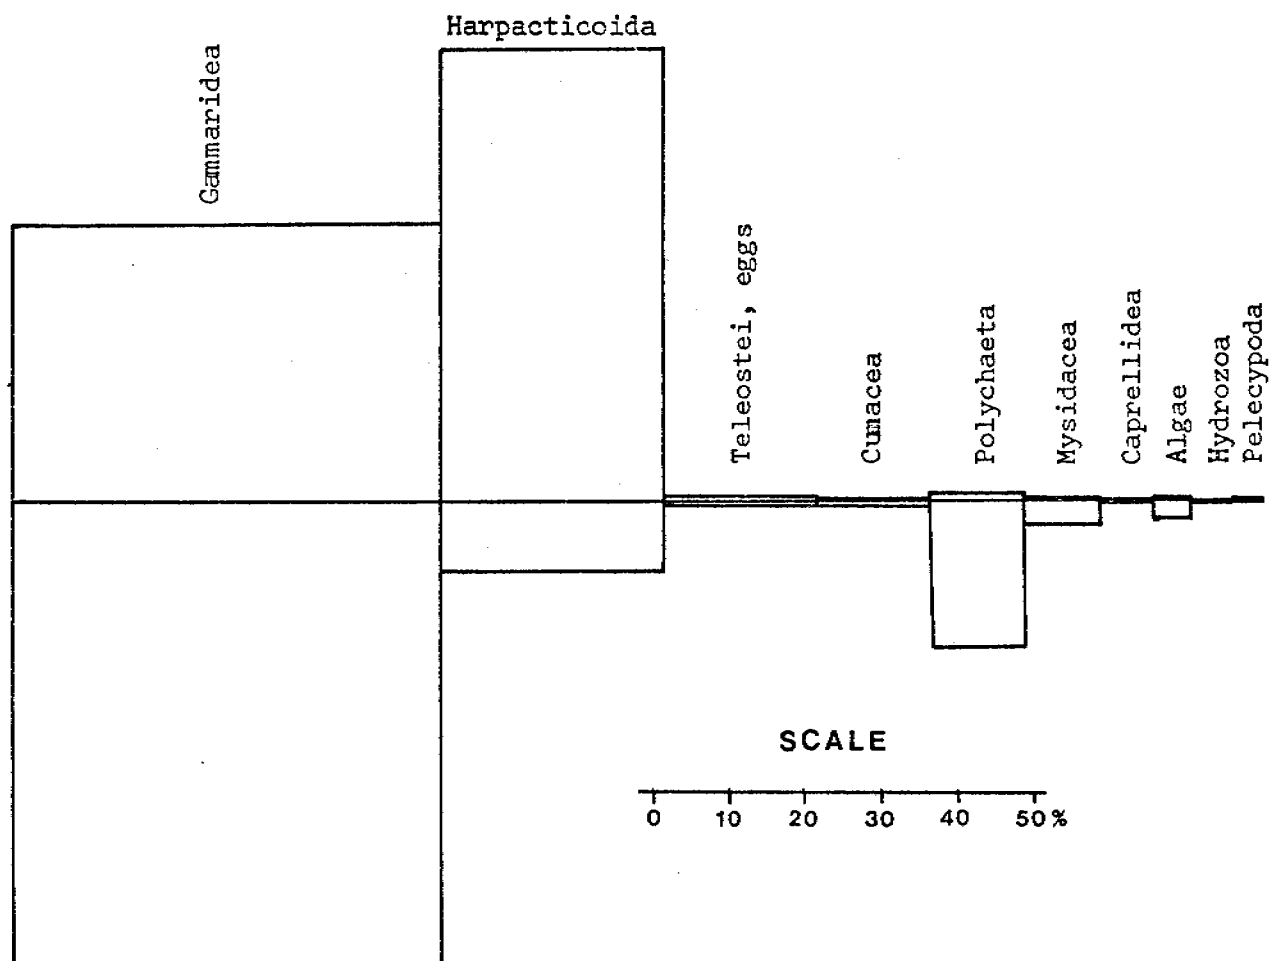 Harpacticoida
Gammaridea
Teleostei, eggs
Cumacea
Polychaeta
Mysidacea
Caprellidea
Algae
Hydrozoa
Pelecypoda
SCALE
0 10 20 30 40 50%